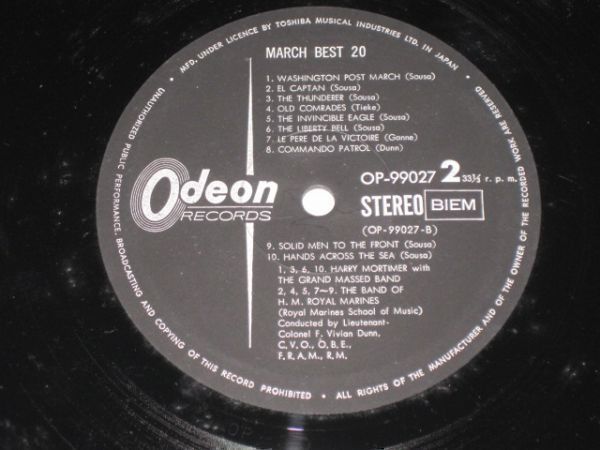 MFD. UNDER LICENCE BY TOSHIBA MUSICAL INDUSTRIES LTD. IN JAPAN •
MARCH BEST 20
1. WASHINGTON POST MARCH (Sousa)
2. EL CAPTAN (Sousa)
3. THE THUNDERER (Sousa)
4. OLD COMRADES (Tieke)
5. THE INVINCIBLE EAGLE (Sousa)
6. THE LIBERTY BELL (Sousa)
7. LE PERE DE LA VICTOIRE (Ganne)
8. COMMANDO PATROL (Dunn)
Odeon
RECORDS
OP-99027 2 33⅓ r. p. m.
STEREO BIEM
(OP-99027-B)
9. SOLID MEN TO THE FRONT (Sousa)
10. HANDS ACROSS THE SEA (Sousa)
1, 3, 6, 10. HARRY MORTIMER with
THE GRAND MASSED BAND
2, 4, 5, 7~9. THE BAND OF
H. M. ROYAL MARINES
(Royal Marines School of Music)
Conducted by Lieutenant-
Colonel F. Vivian Dunn,
C, V, O., O, B, E.,
F, R, A, M., R, M.
• ALL RIGHTS OF THE MANUFACTURER AND OF THE OWNER OF THE RECORDED WORK ARE RESERVED
UNAUTHORIZED PUBLIC PERFORMANCE, BROADCASTING AND COPYING OF THIS RECORD PROHIBITED